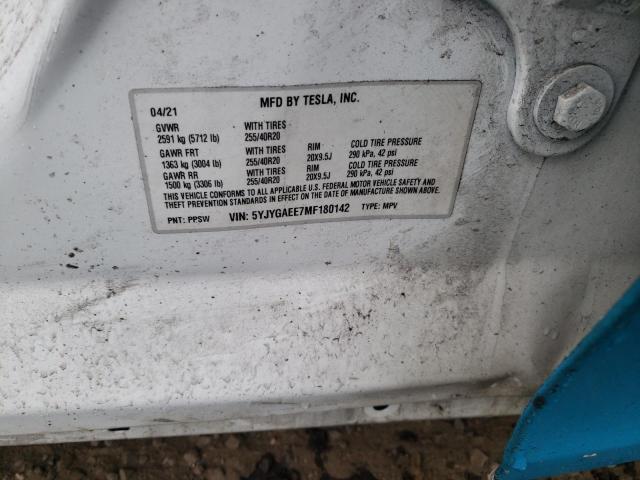 MFD BY TESLA, INC.
04/21
GVWR WITH TIRES
2591 kg (5712 lb) 255/40R20
GAWR FRT WITH TIRES RIM COLD TIRE PRESSURE
1363 kg (3004 lb) 255/40R20 20X9.5J 290 kPa, 42 psi
GAWR RR WITH TIRES RIM COLD TIRE PRESSURE
1500 kg (3306 lb) 255/40R20 20X9.5J 290 kPa, 42 psi
THIS VEHICLE CONFORMS TO ALL APPLICABLE U.S. FEDERAL MOTOR VEHICLE SAFETY AND
THEFT PREVENTION STANDARDS IN EFFECT ON THE DATE OF MANUFACTURE SHOWN ABOVE.
PNT: PPSW VIN: 5YJYGAEE7MF180142 TYPE: MPV